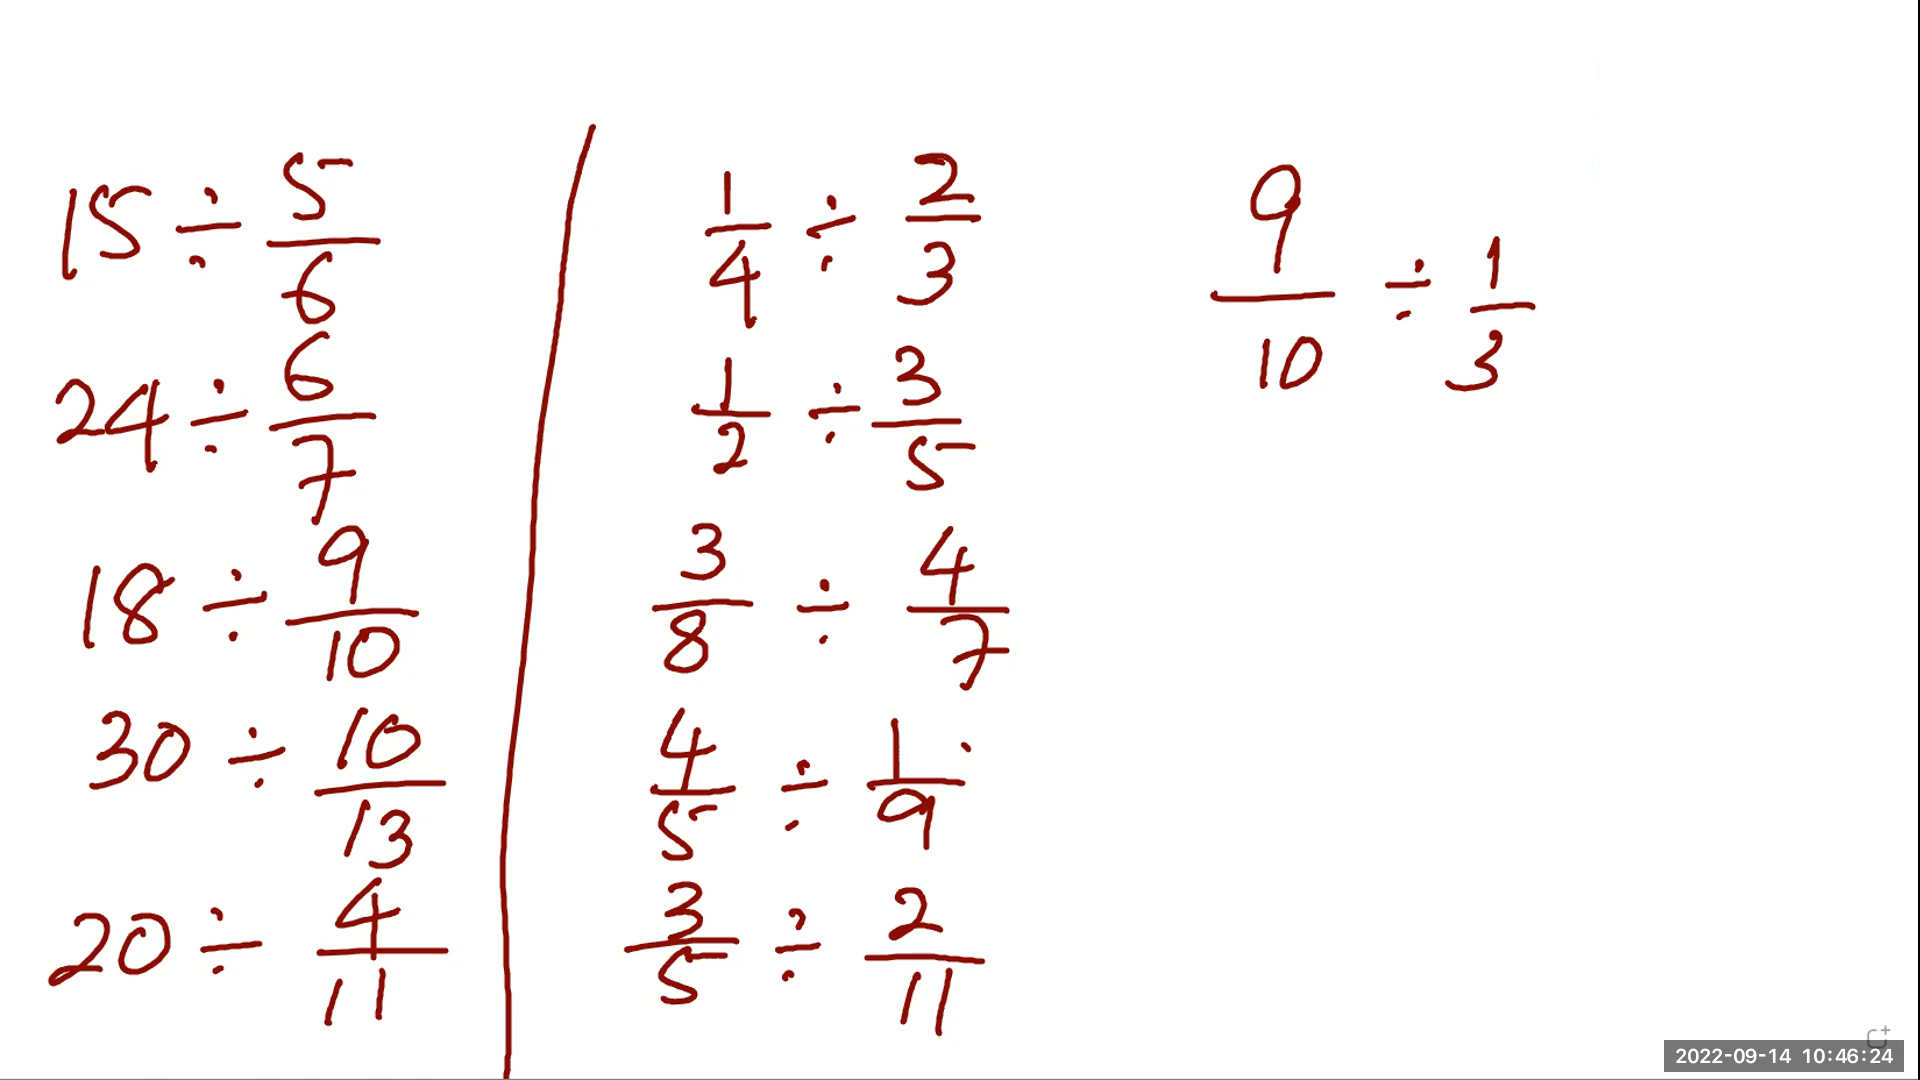 15 ÷ 5/6
24 ÷ 6/7
18 ÷ 9/10
30 ÷ 10/13
20 ÷ 4/11
1/4 ÷ 2/3
1/2 ÷ 3/5
3/8 ÷ 4/7
4/5 ÷ 1/9
3/5 ÷ 2/11
9/10 ÷ 1/3
2022-09-14 10:46:24